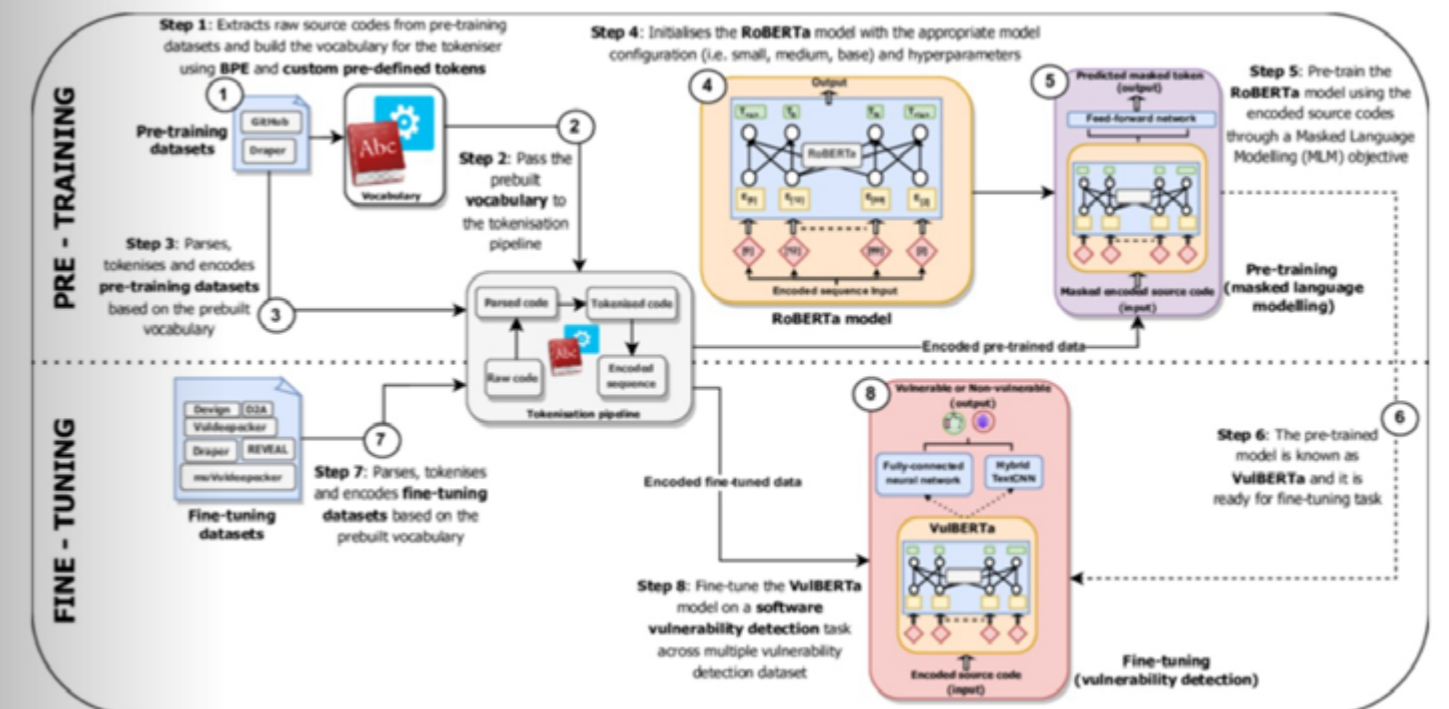 PRE - TRAINING
Step 1: Extracts raw source codes from pre-training
datasets and build the vocabulary for the tokeniser
using BPE and custom pre-defined tokens
1
Pre-training
datasets
GitHub
Draper
Abc
Vocabulary
2
Step 2: Pass the
prebuilt
vocabulary to
the tokenisation
pipeline
Step 3: Parses,
tokenises and encodes
pre-training datasets
based on the prebuilt
vocabulary
3
Parsed code
Tokenised code
Abc
Raw code
Encoded
sequence
Tokenisation pipeline
Step 4: Initialises the RoBERTa model with the appropriate model
configuration (i.e. small, medium, base) and hyperparameters
4
Output
RoBERTa
Encoded sequence input
RoBERTa model
5
Predicted masked token
(output)
Feed-forward network
Masked encoded source code
(input)
Step 5: Pre-train the
RoBERTa model using the
encoded source codes
through a Masked Language
Modelling (MLM) objective
Pre-training
(masked language
modelling)
Encoded pre-trained data
FINE - TUNING
Devign
D2A
Vuldeepecker
Draper
REVEAL
muVuldeepecker
Fine-tuning
datasets
7
Step 7: Parses, tokenises
and encodes fine-tuning
datasets based on the
prebuilt vocabulary
Encoded fine-tuned data
Step 8: Fine-tune the VulBERTa
model on a software
vulnerability detection task
across multiple vulnerability
detection dataset
8
Vulnerable or Non-vulnerable
(output)
Fully-connected
neural network
Hybrid
TextCNN
VulBERTa
Encoded source code
(input)
6
Step 6: The pre-trained
model is known as
VulBERTa and it is
ready for fine-tuning task
Fine-tuning
(vulnerability detection)